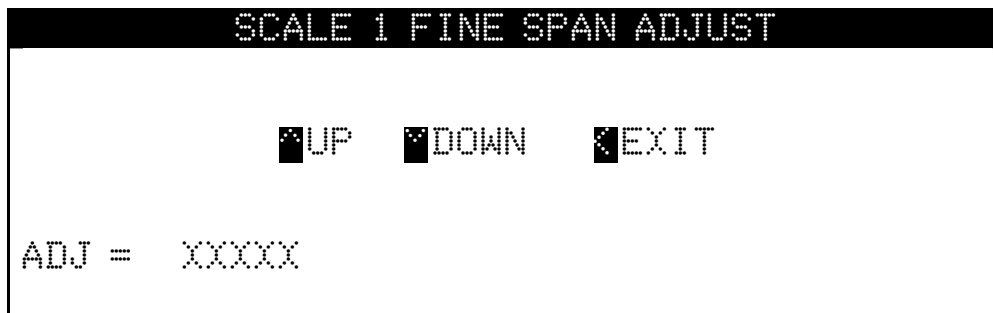 SCALE 1 FINE SPAN ADJUST
^UP ˅DOWN <EXIT
ADJ = XXXXX